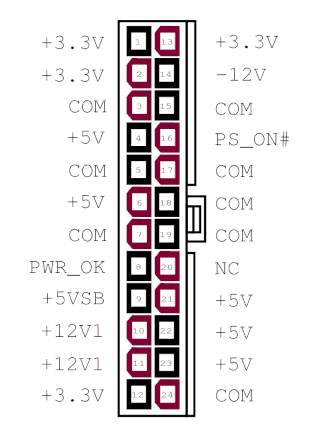 +3.3V 1 13 +3.3V
+3.3V 2 14 -12V
COM 3 15 COM
+5V 4 16 PS_ON#
COM 5 17 COM
+5V 6 18 COM
COM 7 19 COM
PWR_OK 8 20 NC
+5VSB 9 21 +5V
+12V1 10 22 +5V
+12V1 11 23 +5V
+3.3V 12 24 COM